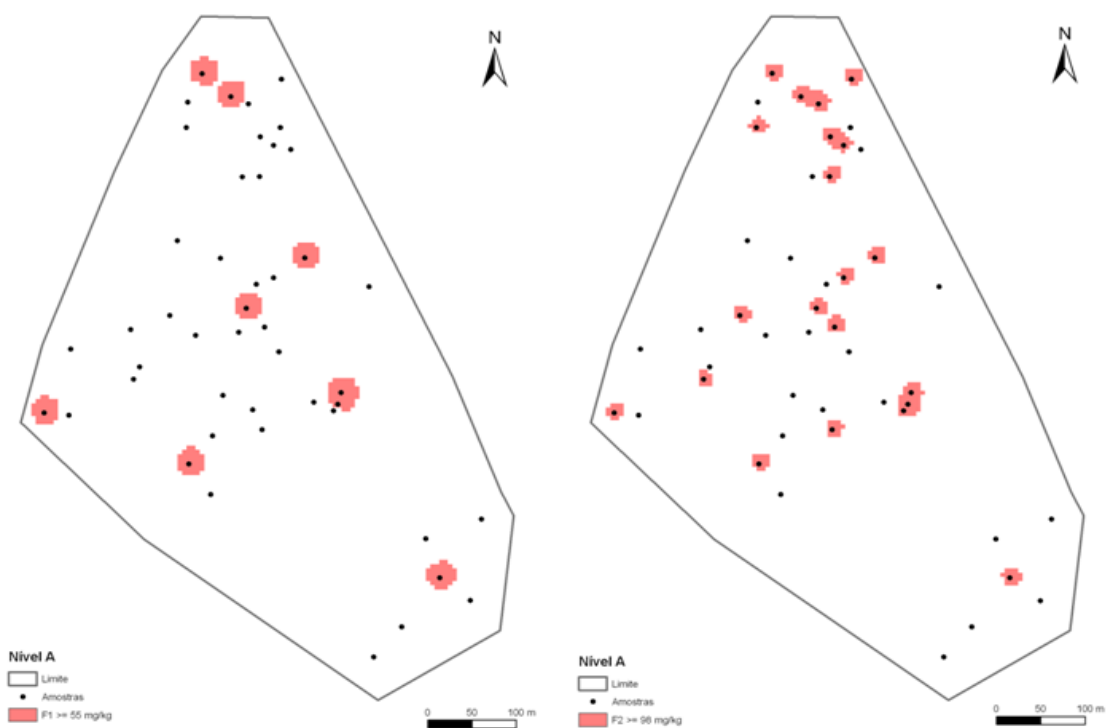 N
Nível A
Limite
Amostras
F1 >= 55 mg/kg
0 50 100 m
N
Nível A
Limite
Amostras
F2 >= 98 mg/kg
0 50 100 m